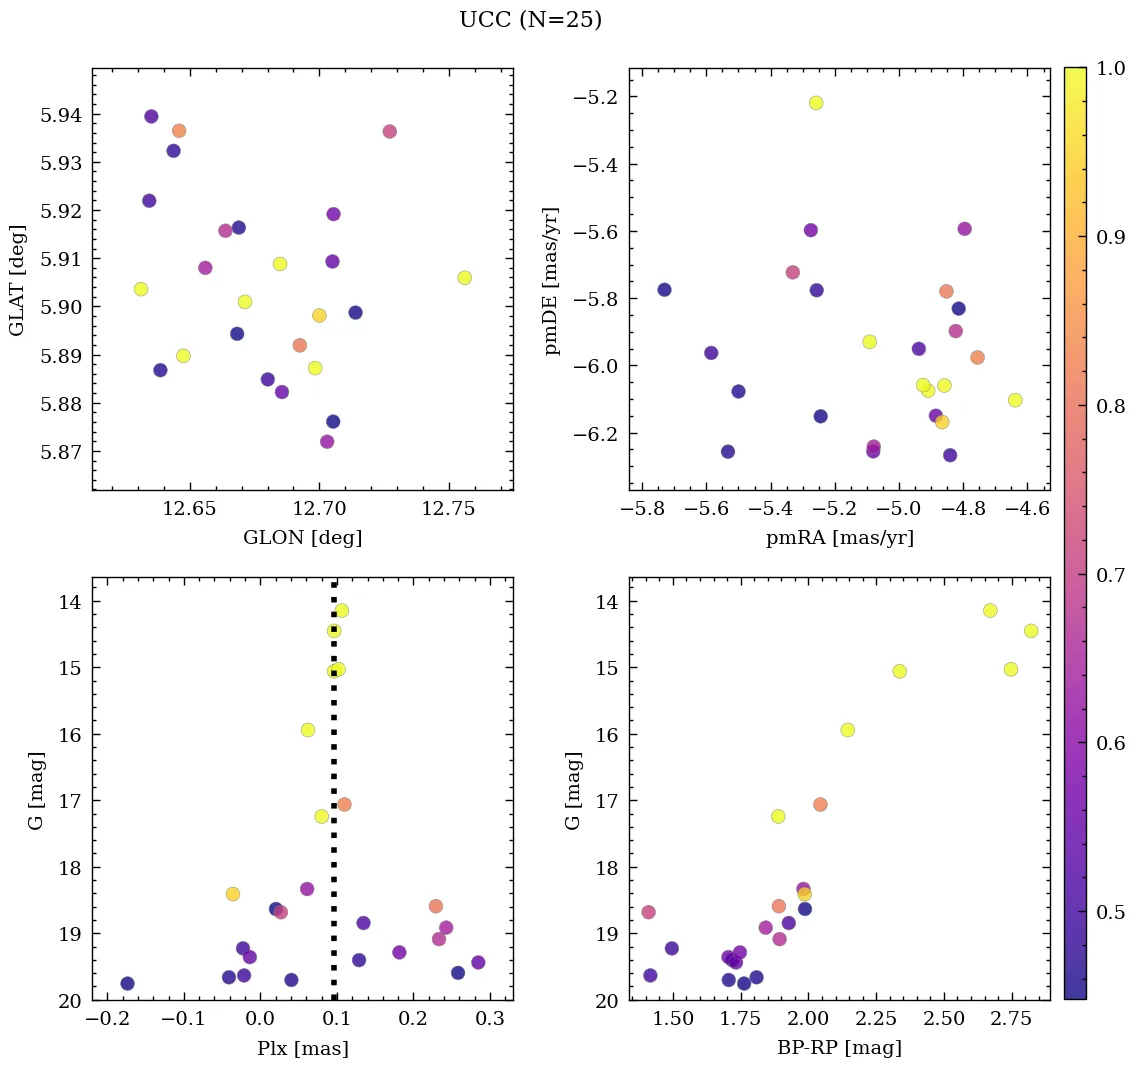 UCC (N=25)
5.94
5.93
5.92
5.91
5.90
5.89
5.88
5.87
GLAT [deg]
12.65 12.70 12.75
GLON [deg]
−5.2
−5.4
−5.6
−5.8
−6.0
−6.2
pmDE [mas/yr]
−5.8 −5.6 −5.4 −5.2 −5.0 −4.8 −4.6
pmRA [mas/yr]
1.0
0.9
0.8
0.7
0.6
0.5
14
15
16
17
18
19
20
G [mag]
−0.2 −0.1 0.0 0.1 0.2 0.3
Plx [mas]
14
15
16
17
18
19
20
G [mag]
1.50 1.75 2.00 2.25 2.50 2.75
BP-RP [mag]